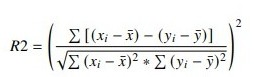 R2 = ( ∑ [(xᵢ − x̄) − (yᵢ − ȳ)] / √∑ (xᵢ − x̄)² * ∑ (yᵢ − ȳ)² )²